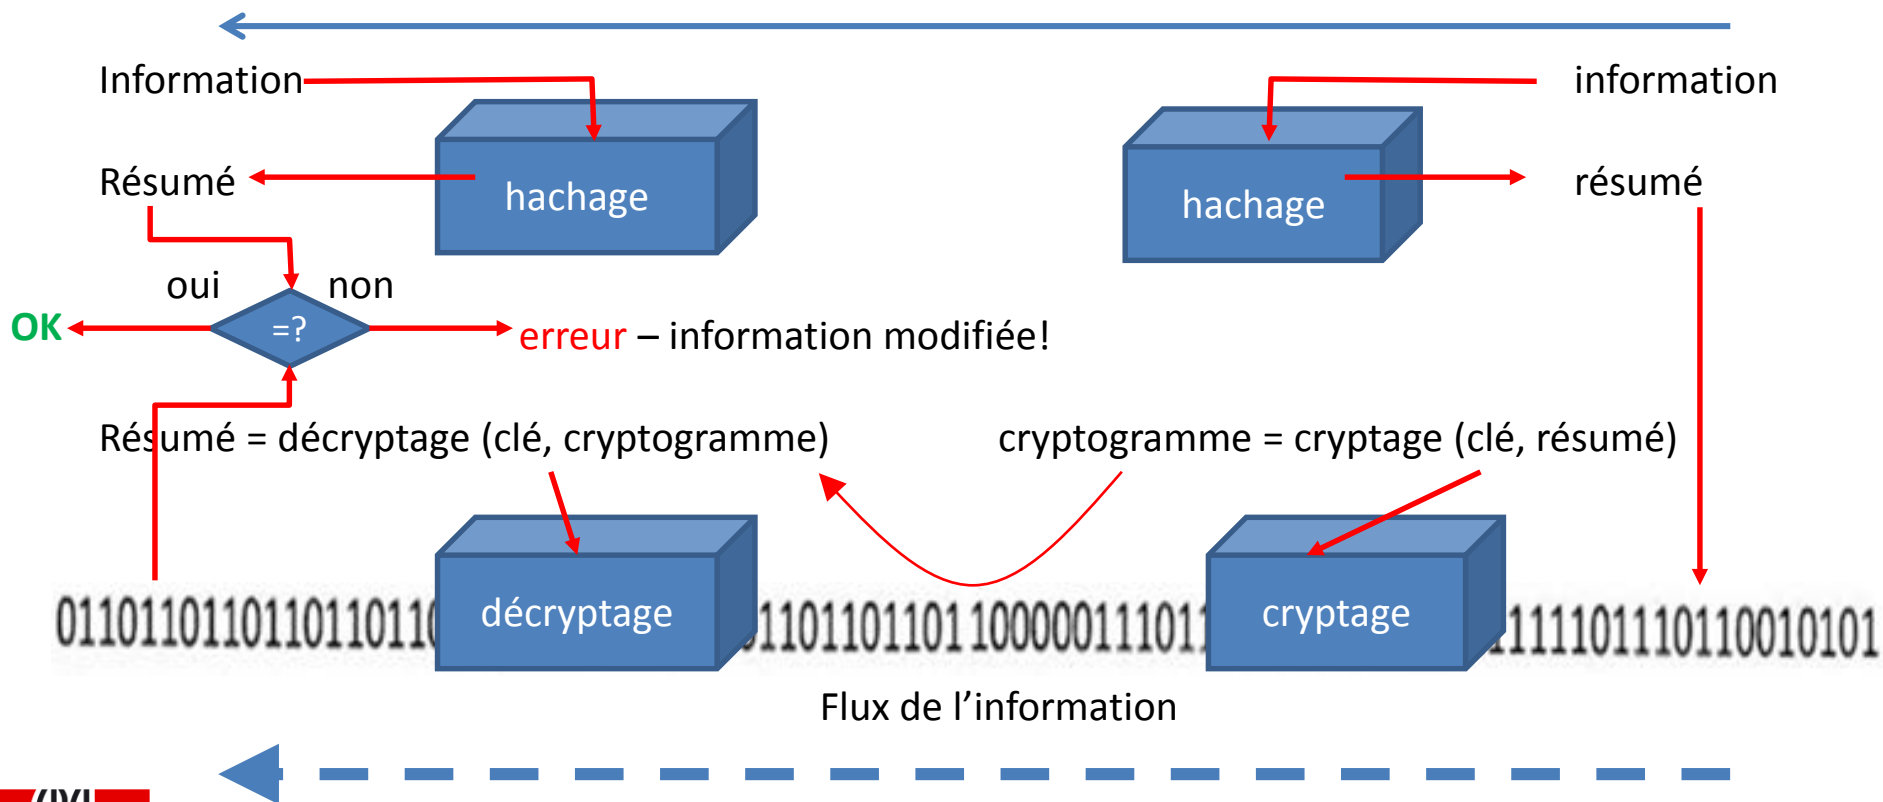 Information
information
hachage
hachage
Résumé
résumé
oui
non
OK
=?
erreur – information modifiée!
Résumé = décryptage (clé, cryptogramme)
cryptogramme = cryptage (clé, résumé)
décryptage
cryptage
Flux de l’information